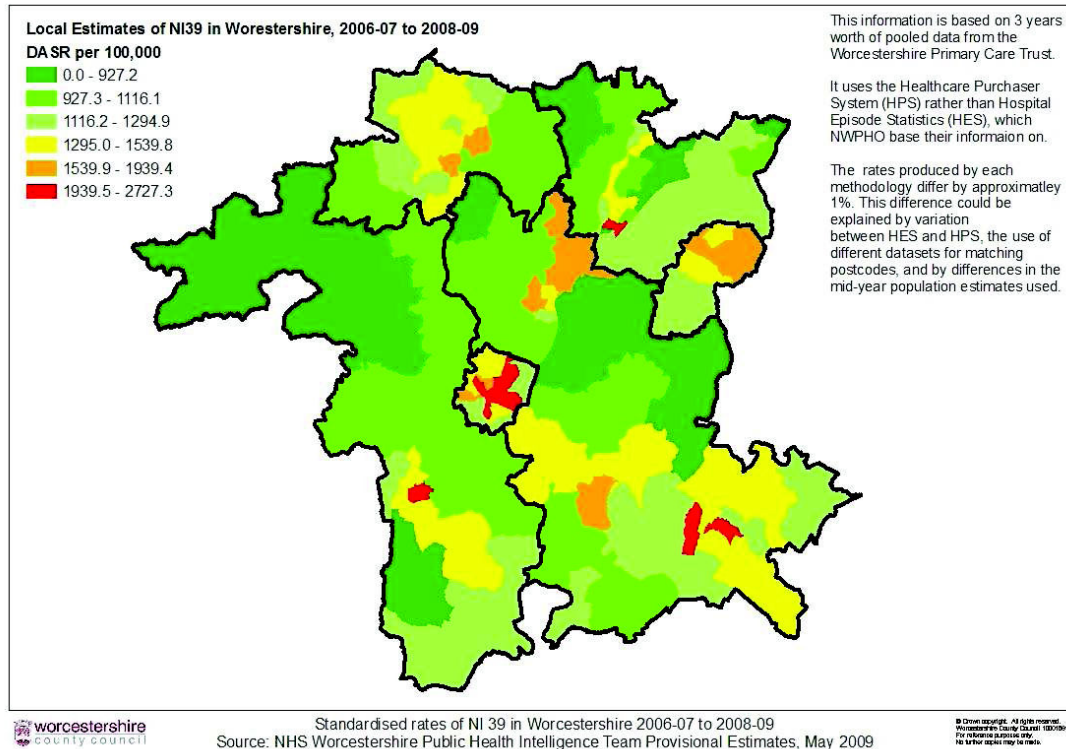 Local Estimates of NI39 in Worestershire, 2006-07 to 2008-09
DASR per 100,000
0.0 - 927.2
927.3 - 1116.1
1116.2 - 1294.9
1295.0 - 1539.8
1539.9 - 1939.4
1939.5 - 2727.3
This information is based on 3 years
worth of pooled data from the
Worcestershire Primary Care Trust.
It uses the Healthcare Purchaser
System (HPS) rather than Hospital
Episode Statistics (HES), which
NWPHO base their informaion on.
The rates produced by each
methodology differ by approximatley
1%. This difference could be
explained by variation
between HES and HPS, the use of
different datasets for matching
postcodes, and by differences in the
mid-year population estimates used.
worcestershire
county council
Standardised rates of NI 39 in Worcestershire 2006-07 to 2008-09
Source: NHS Worcestershire Public Health Intelligence Team Provisional Estimates, May 2009
© Crown copyright. All rights reserved.
Worcestershire County Council
For reference purposes only.
No further copies may be made.